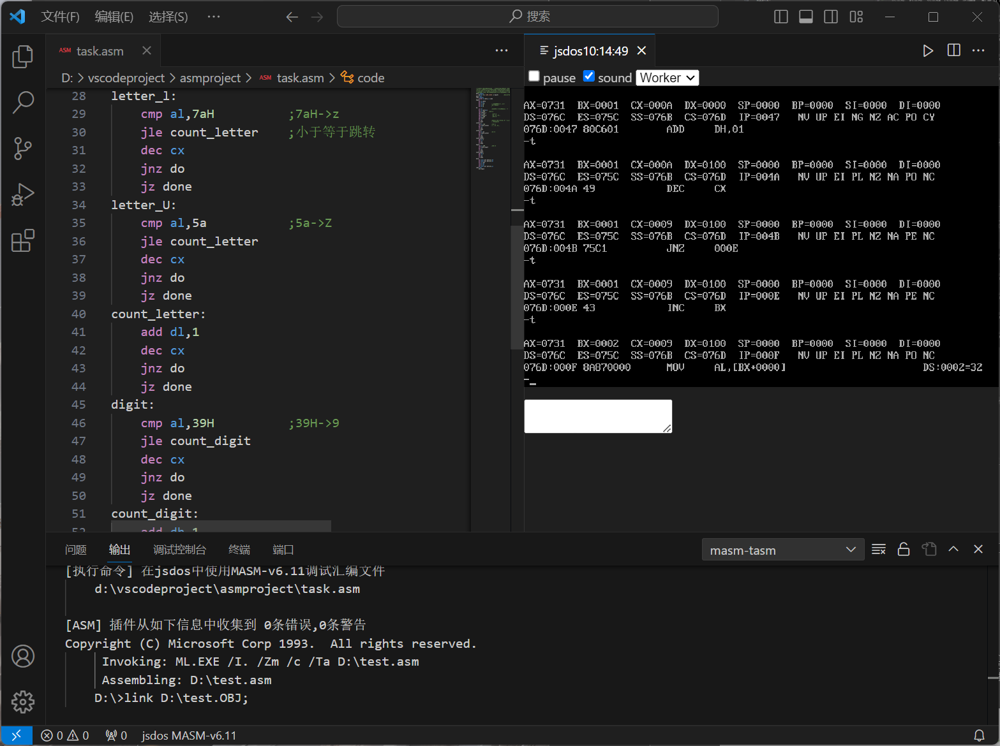 文件(F) 编辑(E) 选择(S) ··· 搜索
ASM task.asm
jsdos10:14:49
D: > vscodeproject > asmproject > ASM task.asm > code
pause sound Worker
28 letter_l:
29 cmp al,7aH ;7aH->z
30 jle count_letter ;小于等于跳转
31 dec cx
32 jnz do
33 jz done
34 letter_U:
35 cmp al,5a ;5a->Z
36 jle count_letter
37 dec cx
38 jnz do
39 jz done
40 count_letter:
41 add dl,1
42 dec cx
43 jnz do
44 jz done
45 digit:
46 cmp al,39H ;39H->9
47 jle count_digit
48 dec cx
49 jnz do
50 jz done
51 count_digit:
52 add dh,1
AX=0731 BX=0001 CX=000A DX=0000 SP=0000 BP=0000 SI=0000 DI=0000
DS=076C ES=075C SS=076B CS=076D IP=0047 NV UP EI NG NZ AC PO CY
076D:0047 80C601 ADD DH,01
-t
AX=0731 BX=0001 CX=000A DX=0100 SP=0000 BP=0000 SI=0000 DI=0000
DS=076C ES=075C SS=076B CS=076D IP=004A NV UP EI PL NZ NA PO NC
076D:004A 49 DEC CX
-t
AX=0731 BX=0001 CX=0009 DX=0100 SP=0000 BP=0000 SI=0000 DI=0000
DS=076C ES=075C SS=076B CS=076D IP=004B NV UP EI PL NZ NA PE NC
076D:004B 75C1 JNZ 000E
-t
AX=0731 BX=0001 CX=0009 DX=0100 SP=0000 BP=0000 SI=0000 DI=0000
DS=076C ES=075C SS=076B CS=076D IP=000E NV UP EI PL NZ NA PE NC
076D:000E 43 INC BX
-t
AX=0731 BX=0002 CX=0009 DX=0100 SP=0000 BP=0000 SI=0000 DI=0000
DS=076C ES=075C SS=076B CS=076D IP=000F NV UP EI PL NZ NA PO NC
076D:000F 8A870000 MOV AL,[BX+0000] DS:0002=32
-_
问题 输出 调试控制台 终端 端口 masm-tasm
[执行命令] 在jsdos中使用MASM-v6.11调试汇编文件
d:\vscodeproject\asmproject\task.asm
[ASM] 插件从如下信息中收集到 0条错误,0条警告
Copyright (C) Microsoft Corp 1993. All rights reserved.
Invoking: ML.EXE /I. /Zm /c /Ta D:\test.asm
Assembling: D:\test.asm
D:\>link D:\test.OBJ;
0 0 0 jsdos MASM-v6.11